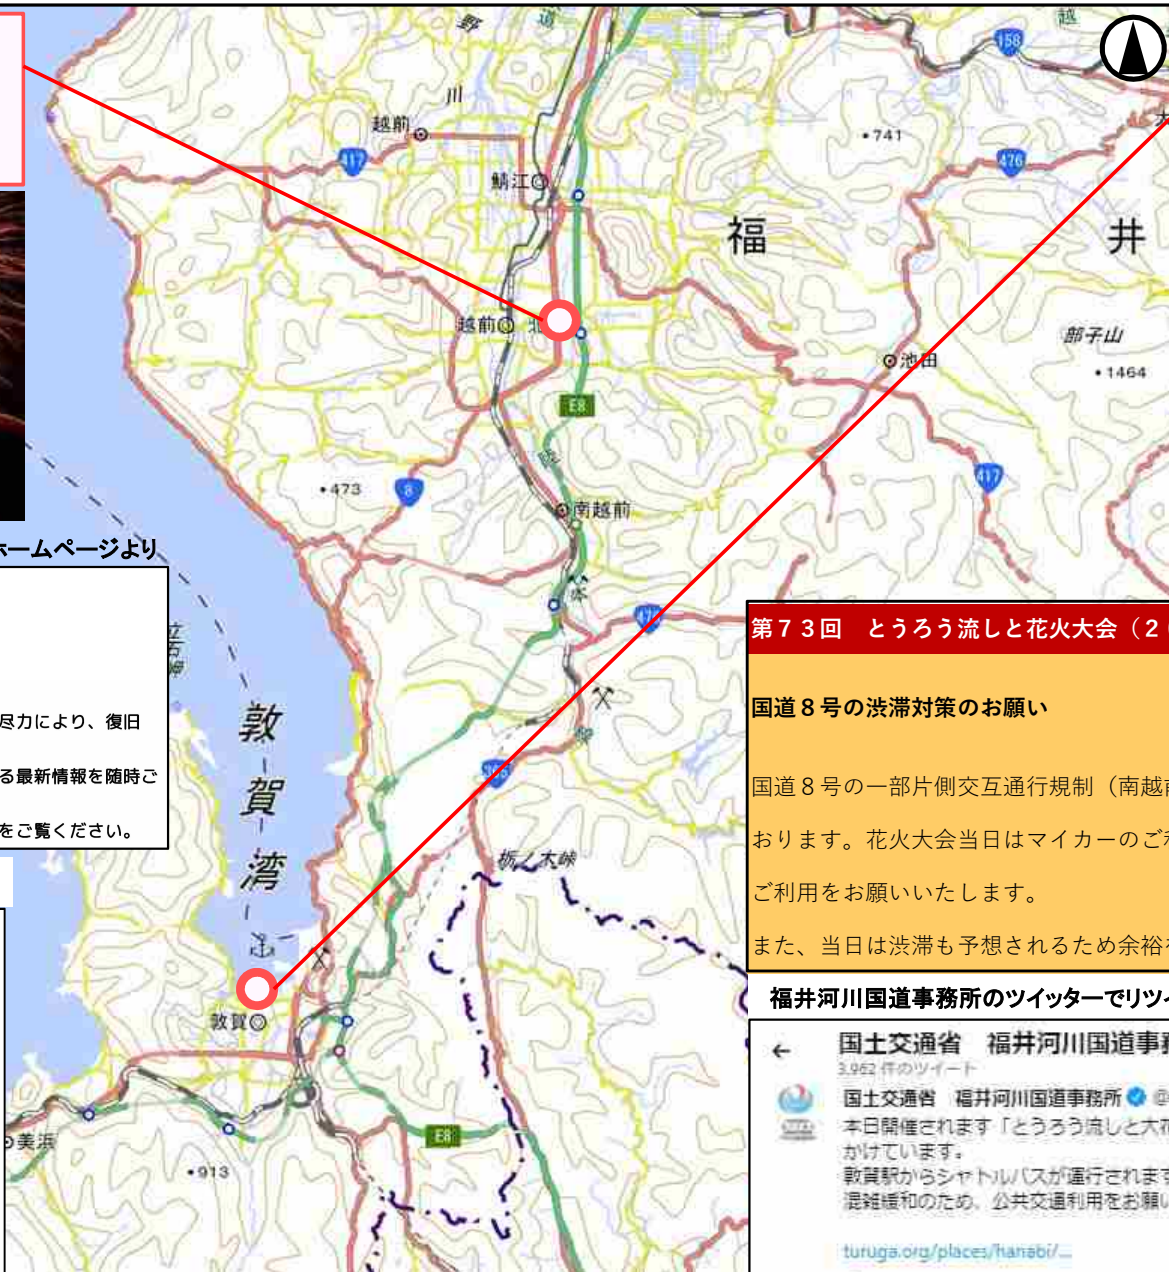 野
道
越
158
川
越前
417
・741
476
鯖江
福
井
越前
北
部子山
・1464
池田
E8
・473
8
417
南越前
ホームページより
立石岬
476
敦賀湾
尽力により、復旧
る最新情報を随時ご
をご覧ください。
365
栃ノ木峠
敦賀
美浜
・913
E8
第73回　とうろう流しと花火大会（2
国道８号の渋滞対策のお願い
国道８号の一部片側交互通行規制（南越前
おります。花火大会当日はマイカーのご利
ご利用をお願いいたします。
また、当日は渋滞も予想されるため余裕を
福井河川国道事務所のツイッターでリツイ
← 国土交通省　福井河川国道事務
3,962 件のツイート
国土交通省　福井河川国道事務所 @
本日開催されます「とうろう流しと大花
かけています。
敦賀駅からシャトルバスが運行されます
混雑緩和のため、公共交通利用をお願い
turuga.org/places/hanabi/...